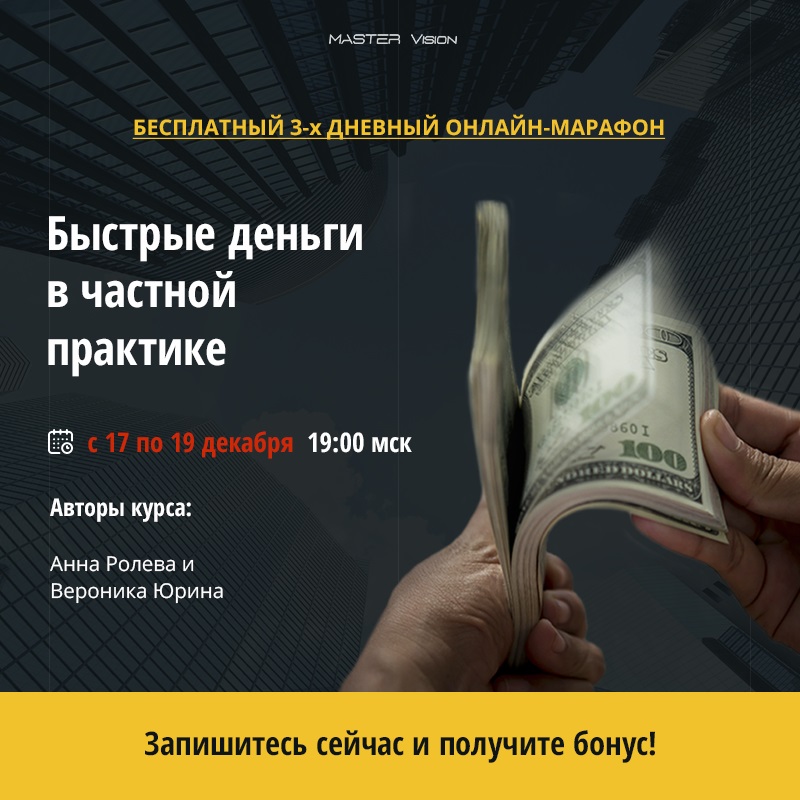 MASTER Vision
БЕСПЛАТНЫЙ 3-х ДНЕВНЫЙ ОНЛАЙН-МАРАФОН
Быстрые деньги
в частной
практике
с 17 по 19 декабря 19:00 мск
Авторы курса:
Анна Ролева и
Вероника Юрина
100
Запишитесь сейчас и получите бонус!